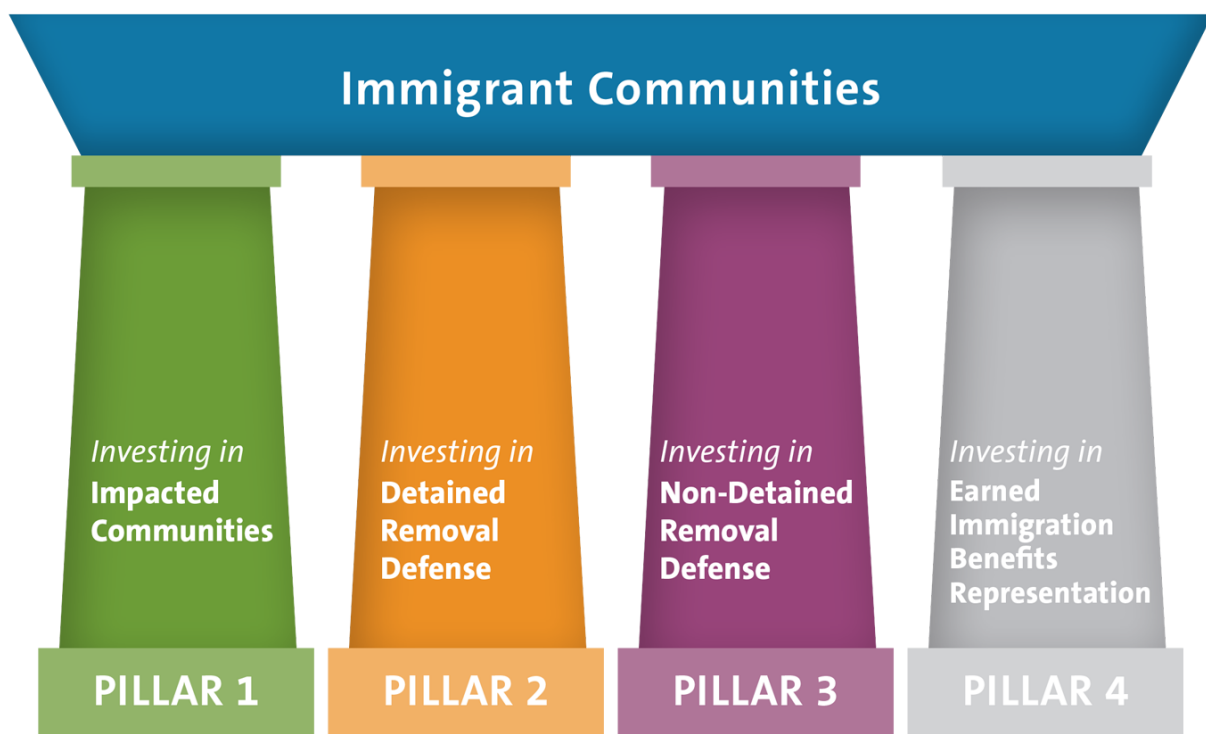 Immigrant Communities
Investing in
Impacted
Communities
PILLAR 1
Investing in
Detained
Removal
Defense
PILLAR 2
Investing in
Non-Detained
Removal
Defense
PILLAR 3
Investing in
Earned
Immigration
Benefits
Representation
PILLAR 4